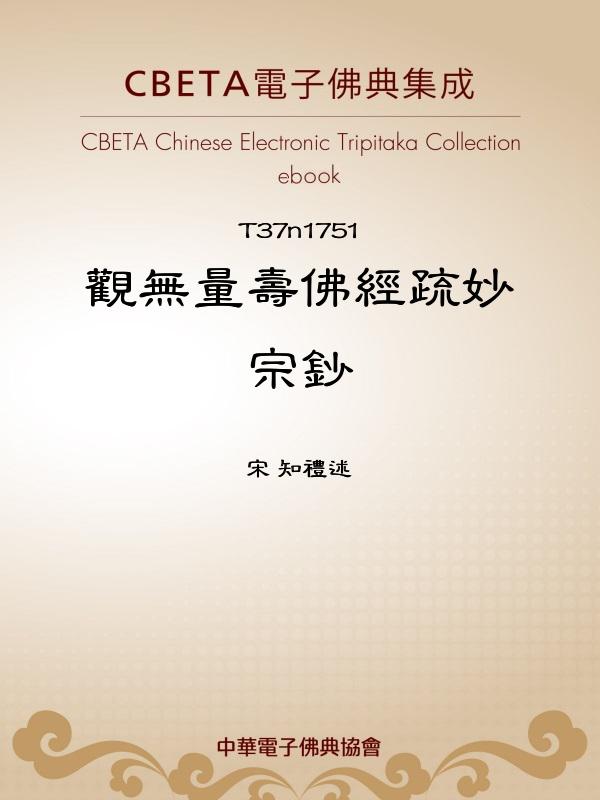 CBETA電子佛典集成
CBETA Chinese Electronic Tripitaka Collection
ebook
T37n1751
觀無量壽佛經疏妙
宗鈔
宋 知禮述
中華電子佛典協會